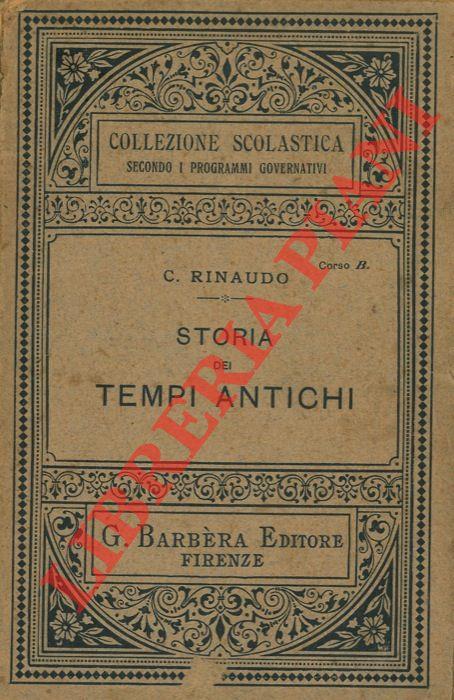 COLLEZIONE SCOLASTICA
SECONDO I PROGRAMMI GOVERNATIVI
Corso B.
C. RINAUDO
STORIA
DEI
TEMPI ANTICHI
G. BARBÈRA EDITORE
FIRENZE
LIBRERIA PIANI